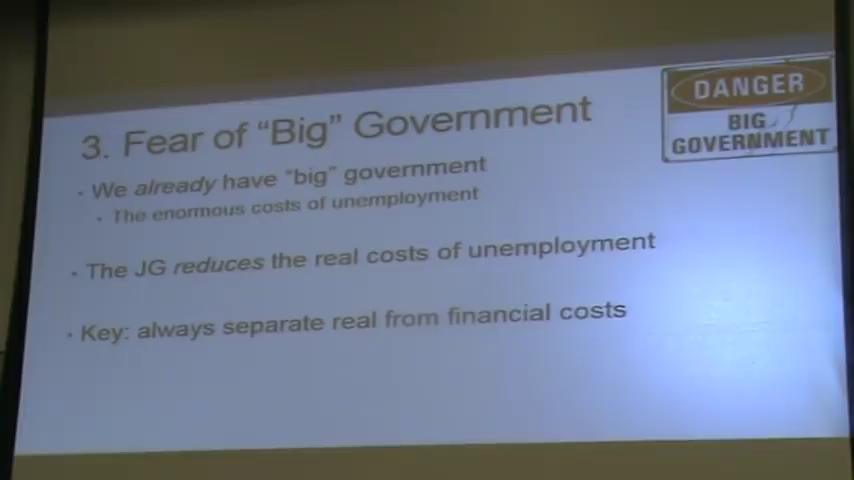 3. Fear of “Big” Government
DANGER
BIG
GOVERNMENT
· We already have “big” government
· The enormous costs of unemployment
· The JG reduces the real costs of unemployment
· Key: always separate real from financial costs